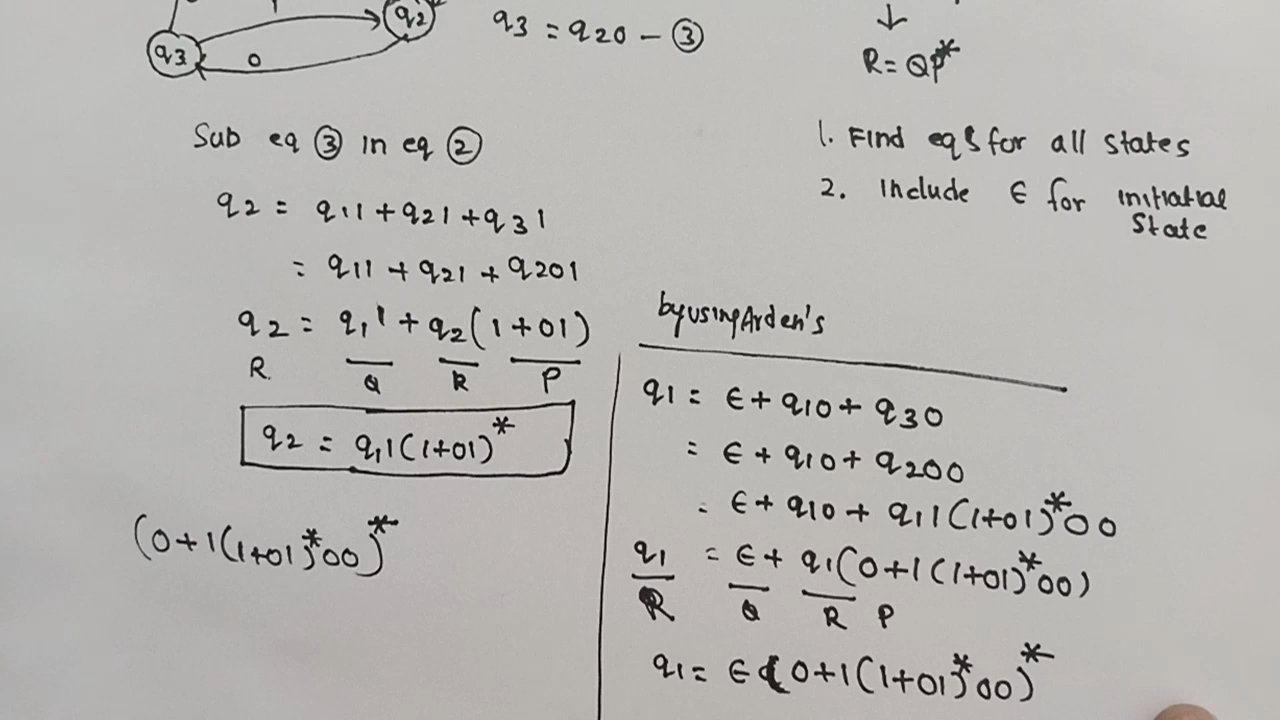 q2
q3
0
q3 = q20 - ③
↓
R = QP*
Sub eq ③ in eq ②
q2 = q11 + q21 + q31
= q11 + q21 + q201
q2 = q11 + q2(1+01)
R Q R P
q2 = q11(1+01)*
(0+1(1+01)*00)*
1. Find eqs for all states
2. Include ϵ for initiatial
State
by using Arden's
q1 = ϵ + q10 + q30
= ϵ + q10 + q200
= ϵ + q10 + q11(1+01)*00
q1 = ϵ + q1(0+1(1+01)*00)
R Q R P
q1 = ϵ(0+1(1+01)*00)*